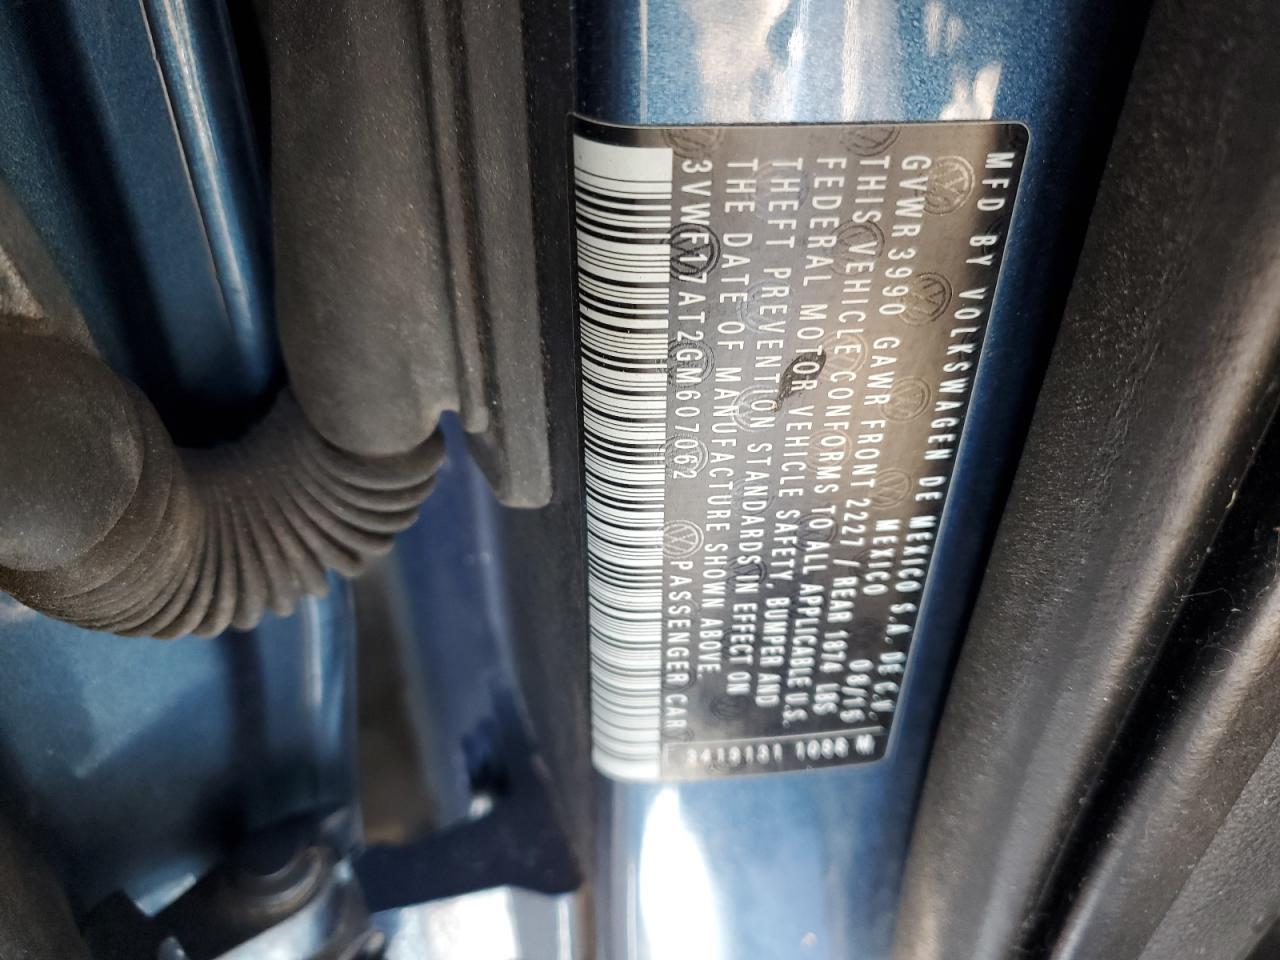 MFD BY VOLKSWAGEN DE MEXICO S.A. DE C.V.
MEXICO 08/15
GVWR 3990 GAWR FRONT 2227 / REAR 1874 LBS
THIS VEHICLE CONFORMS TO ALL APPLICABLE U.S.
FEDERAL MOTOR VEHICLE SAFETY, BUMPER AND
THEFT PREVENTION STANDARDS IN EFFECT ON
THE DATE OF MANUFACTURE SHOWN ABOVE.
3VWF17AT2GM607062 PASSENGER CAR